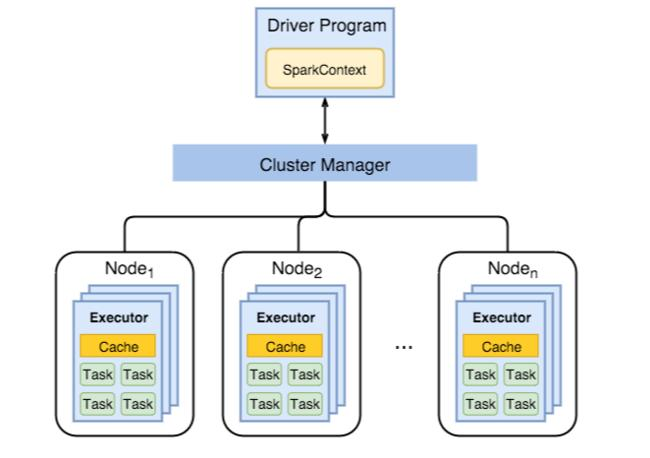 Driver Program
SparkContext
Cluster Manager
Node1
Executor
Cache
Task Task
Task Task
Node2
Executor
Cache
Task Task
Task Task
...
Noden
Executor
Cache
Task Task
Task Task